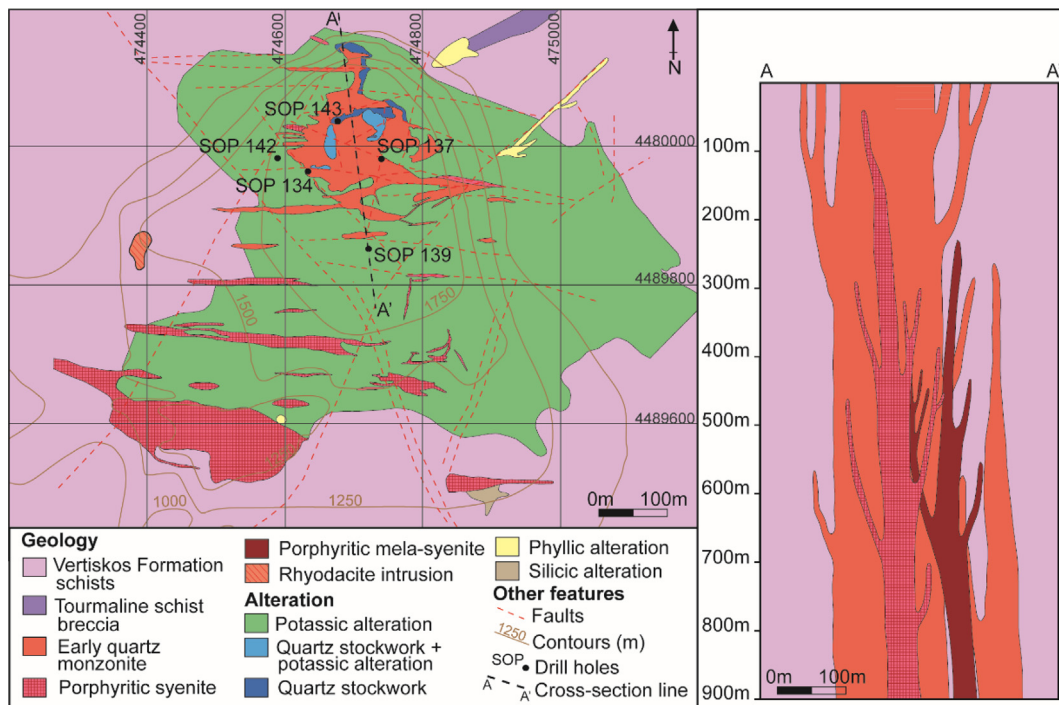 474400
474600
474800
475000
A
A'
N
SOP 143
SOP 142
SOP 137
SOP 134
SOP 139
4480000
4489800
4489600
1500
1750
1000
1250
0m 100m
Geology
Vertiskos Formation
schists
Tourmaline schist
breccia
Early quartz
monzonite
Porphyritic syenite
Porphyritic mela-syenite
Rhyodacite intrusion
Alteration
Potassic alteration
Quartz stockwork +
potassic alteration
Quartz stockwork
Phyllic alteration
Silicic alteration
Other features
Faults
1250 Contours (m)
SOP Drill holes
A A' Cross-section line
A A'
100m
200m
300m
400m
500m
600m
700m
800m
900m
0m 100m